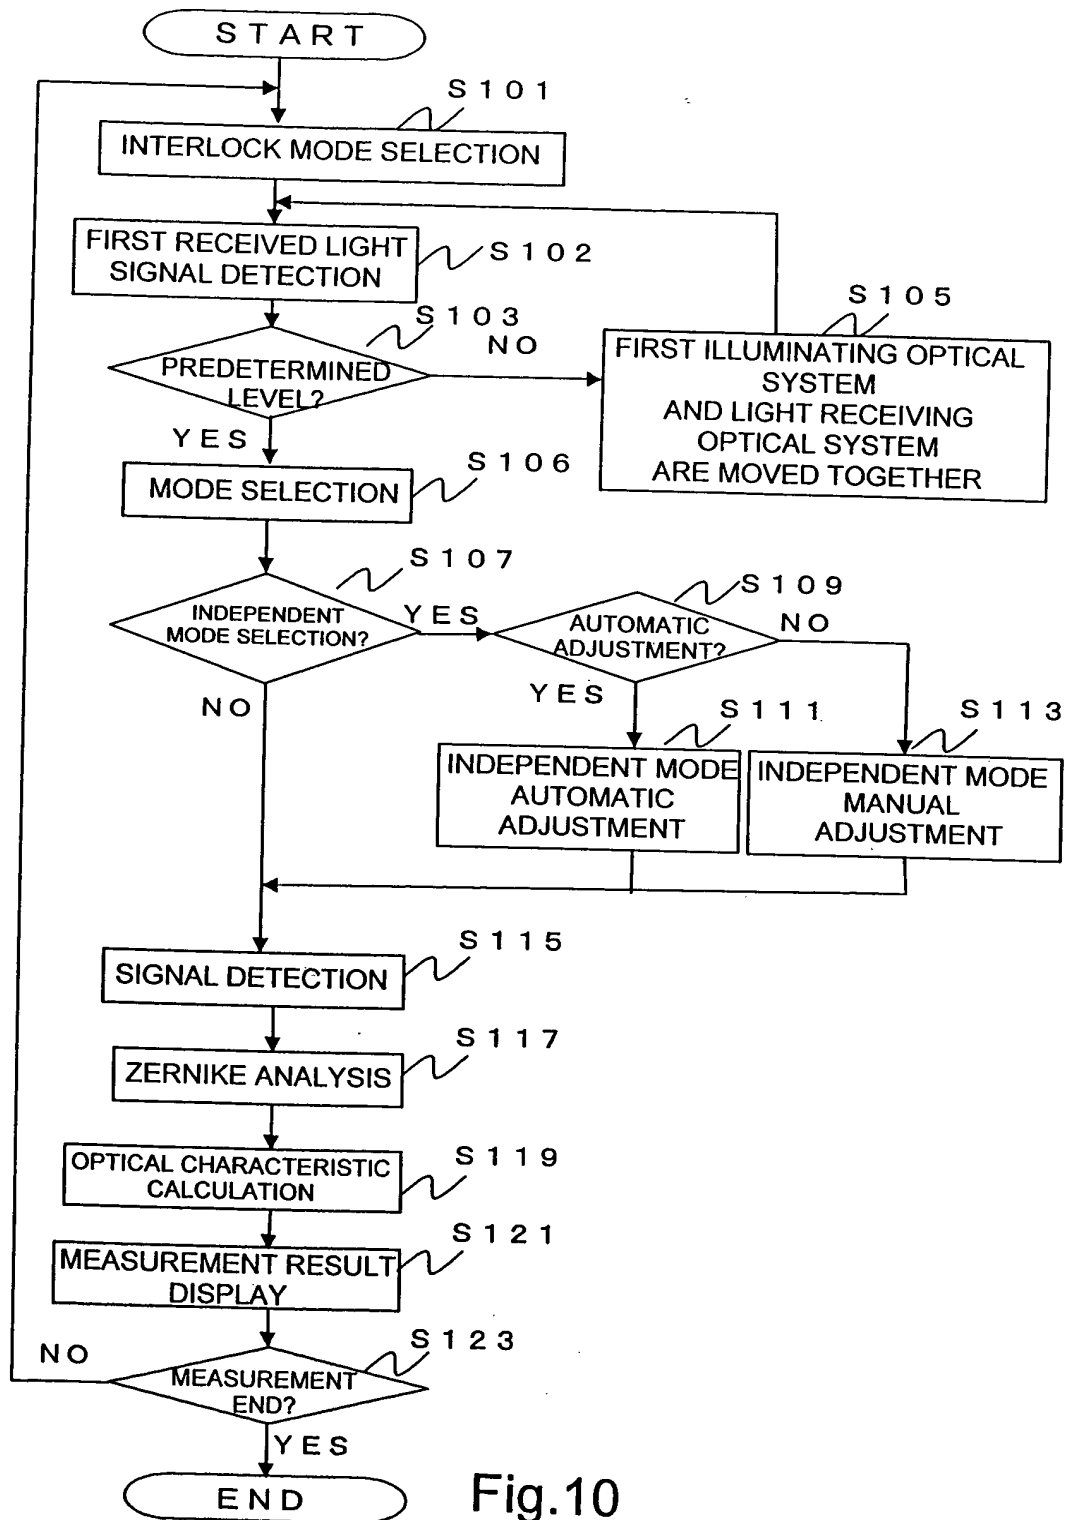 START
S101
INTERLOCK MODE SELECTION
FIRST RECEIVED LIGHT
SIGNAL DETECTION
S102
S103
PREDETERMINED
LEVEL?
NO
S105
FIRST ILLUMINATING OPTICAL
SYSTEM
AND LIGHT RECEIVING
OPTICAL SYSTEM
ARE MOVED TOGETHER
YES
S106
MODE SELECTION
S107
INDEPENDENT
MODE SELECTION?
YES
S109
AUTOMATIC
ADJUSTMENT?
NO
NO
YES
S111
INDEPENDENT MODE
AUTOMATIC
ADJUSTMENT
S113
INDEPENDENT MODE
MANUAL
ADJUSTMENT
S115
SIGNAL DETECTION
S117
ZERNIKE ANALYSIS
S119
OPTICAL CHARACTERISTIC
CALCULATION
S121
MEASUREMENT RESULT
DISPLAY
S123
NO
MEASUREMENT
END?
YES
END
Fig.10